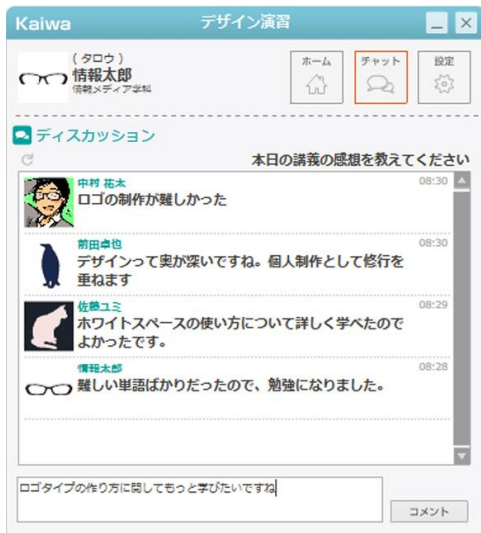 Kaiwa
デザイン演習
（タロウ）
情報太郎
情報メディア学科
ホーム
チャット
設定
ディスカッション
本日の講義の感想を教えてください
中村 祐太
08:30
ロゴの制作が難しかった
前田卓也
08:30
デザインって奥が深いですね。個人制作として修行を
重ねます
佐藤ユミ
08:29
ホワイトスペースの使い方について詳しく学べたので
よかったです。
情報太郎
08:28
難しい単語ばかりだったので、勉強になりました。
ロゴタイプの作り方に関してもっと学びたいですね
コメント